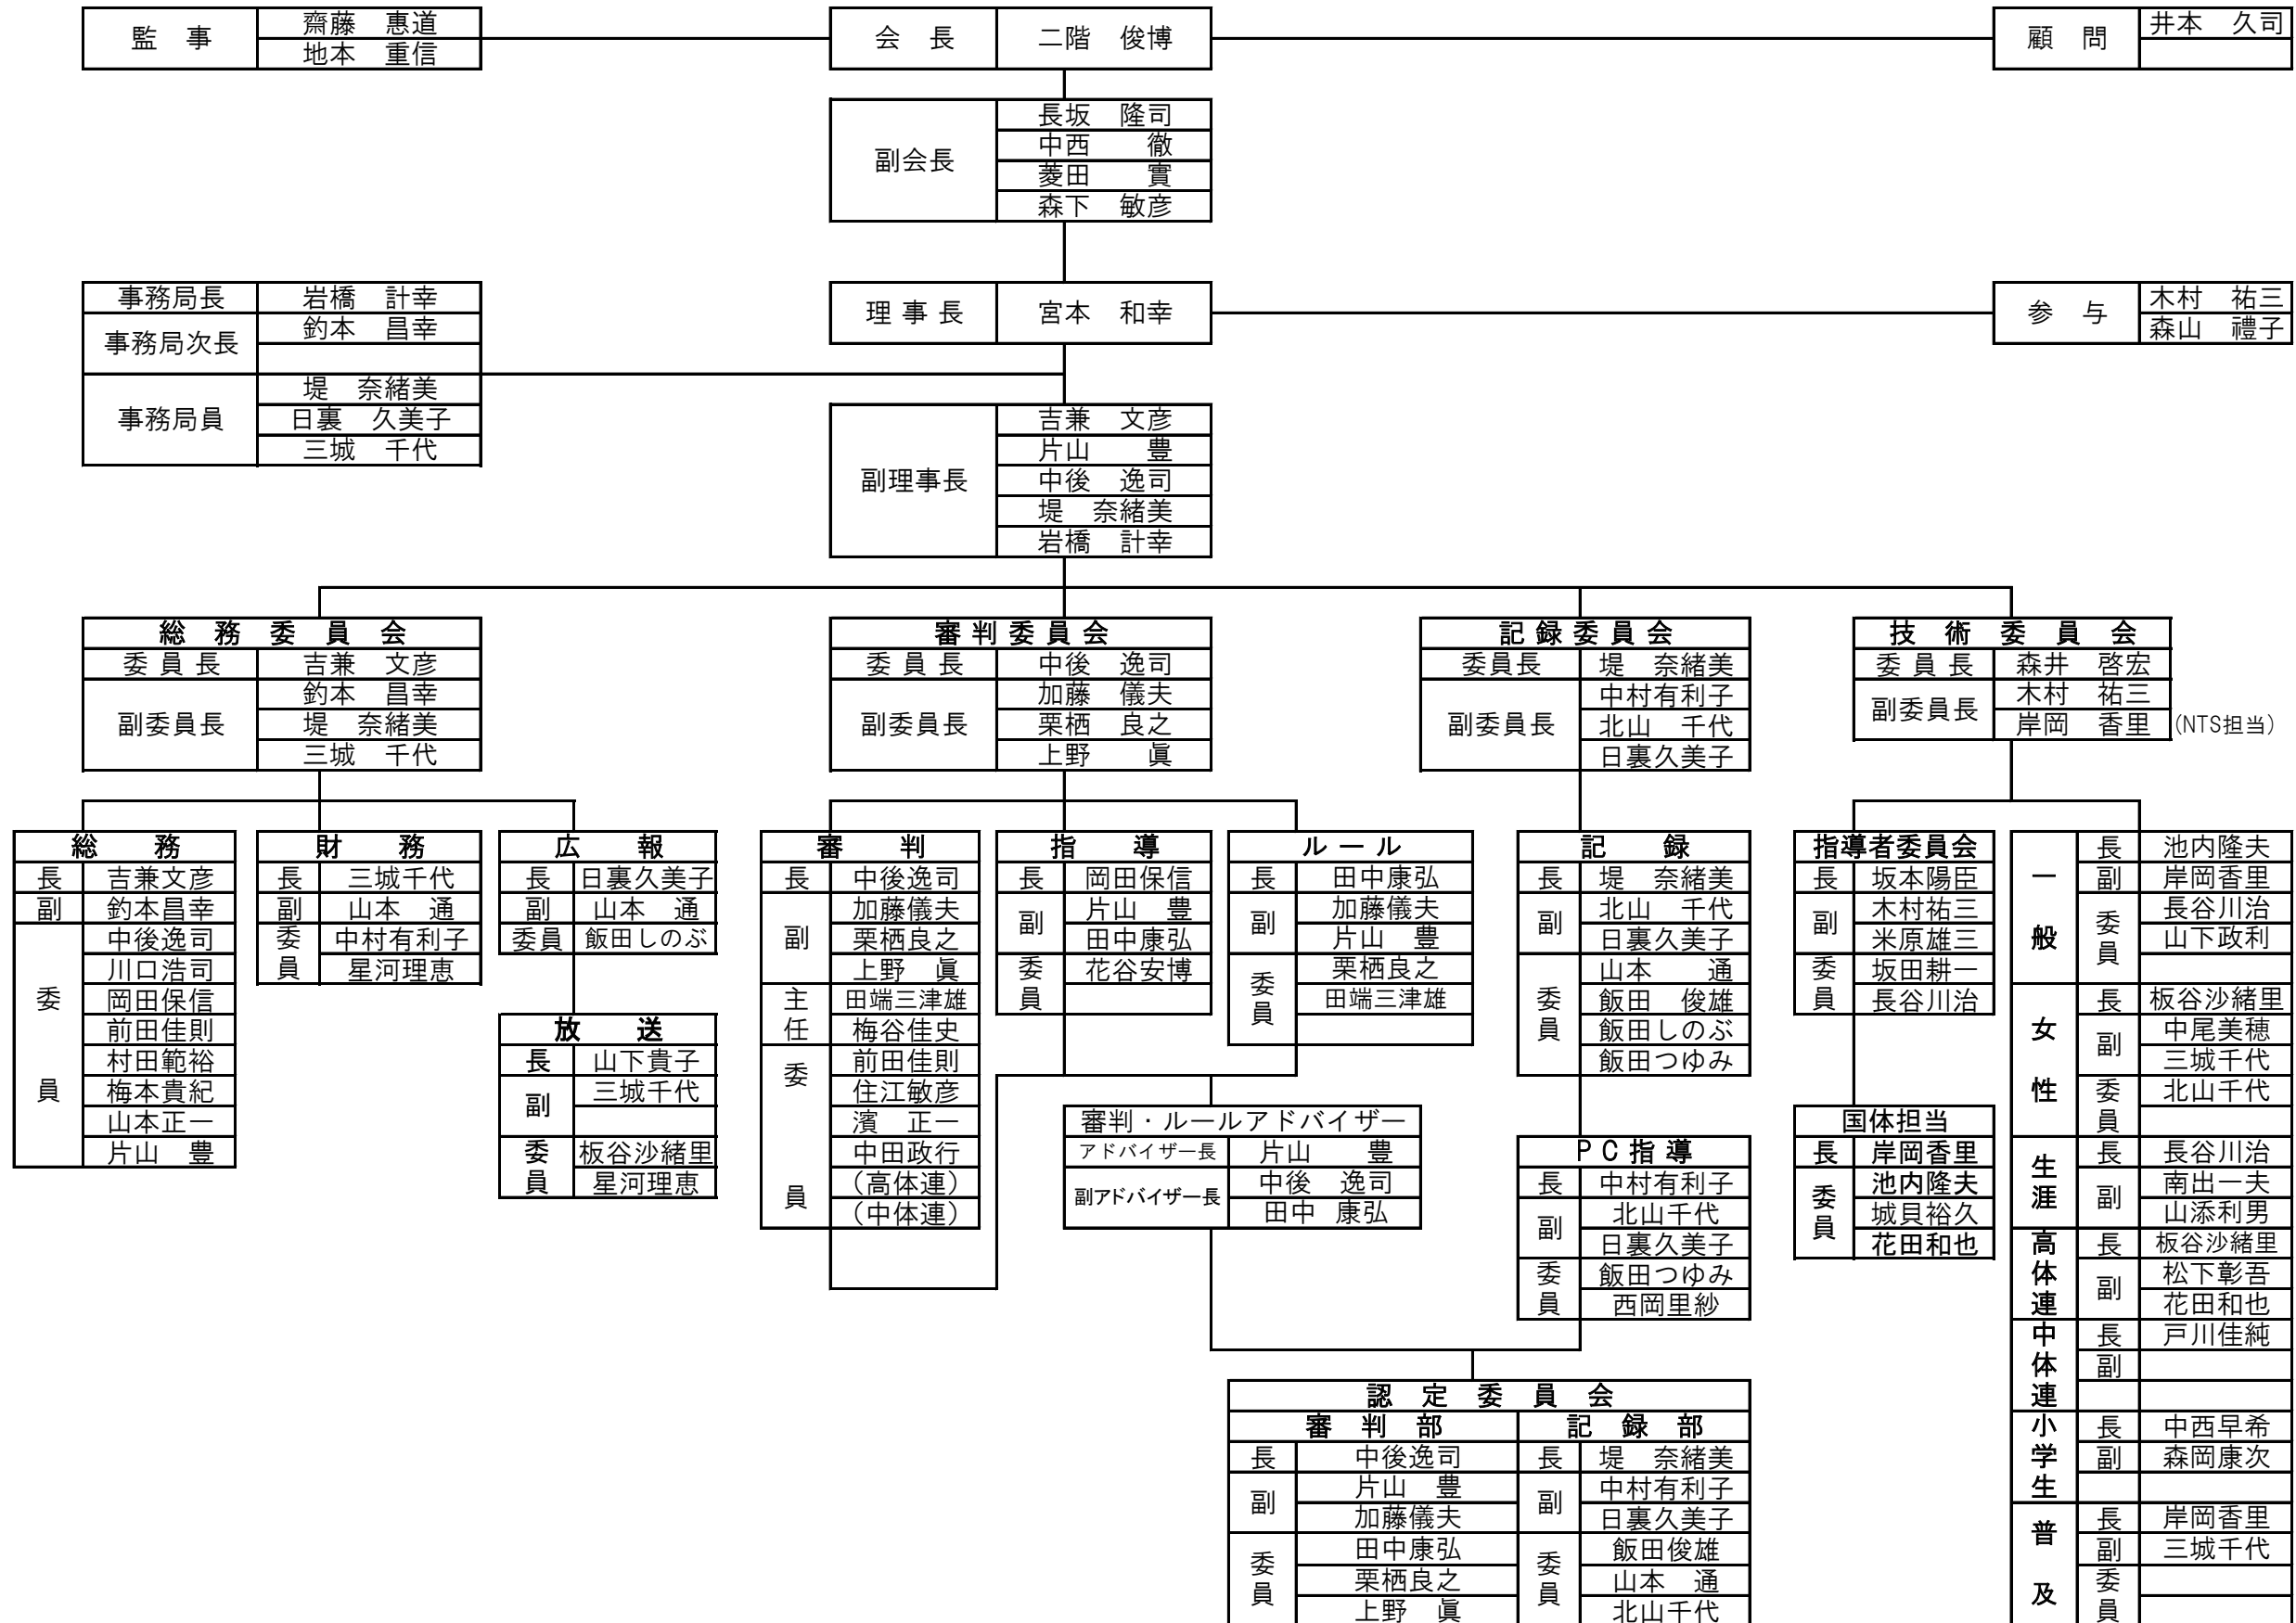 監　事　齋藤　惠道
地本　重信
会　長　二階　俊博
顧　問　井本　久司
副会長　長坂　隆司
中西　　徹
菱田　　實
森下　敏彦
事務局長　岩橋　計幸
事務局次長　釣本　昌幸
事務局員　堤　奈緒美
日裏　久美子
三城　千代
理 事 長　宮本　和幸
参　与　木村　祐三
森山　禮子
副理事長　吉兼　文彦
片山　　豊
中後　逸司
堤　奈緒美
岩橋　計幸
総　務　委　員　会
委 員 長　吉兼　文彦
副委員長　釣本　昌幸
堤　奈緒美
三城　千代
審 判 委 員 会
委 員 長　中後　逸司
副委員長　加藤　儀夫
栗栖　良之
上野　　眞
記 録 委 員 会
委員長　堤　奈緒美
副委員長　中村有利子
北山　千代
日裏久美子
技　術　委　員　会
委 員 長　森井　啓宏
副委員長　木村　祐三
岸岡　香里　(NTS担当)
総　　務
長　吉兼文彦
副　釣本昌幸
委員　中後逸司
川口浩司
岡田保信
前田佳則
村田範裕
梅本貴紀
山本正一
片山　豊
財　　務
長　三城千代
副　山本　通
委員　中村有利子
星河理恵
広　　報
長　日裏久美子
副　山本　通
委員　飯田しのぶ
放　　送
長　山下貴子
副　三城千代
委員　板谷沙緒里
星河理恵
審　　判
長　中後逸司
副　加藤儀夫
栗栖良之
上野　眞
主任　田端三津雄
梅谷佳史
委員　前田佳則
住江敏彦
濱　正一
中田政行
（高体連）
（中体連）
指　　導
長　岡田保信
副　片山　豊
田中康弘
委員　花谷安博
ル ー ル
長　田中康弘
副　加藤儀夫
片山　豊
委員　栗栖良之
田端三津雄
審判・ルールアドバイザー
アドバイザー長　片山　　豊
副アドバイザー長　中後　逸司
田中　康弘
記　　録
長　堤　奈緒美
副　北山　千代
日裏久美子
委員　山本　　通
飯田　俊雄
飯田しのぶ
飯田つゆみ
ＰＣ指 導
長　中村有利子
副　北山千代
日裏久美子
委員　飯田つゆみ
西岡里紗
認　定　委　員　会
審　判　部
長　中後逸司
副　片山　豊
加藤儀夫
委員　田中康弘
栗栖良之
上野　眞
記　録　部
長　堤　奈緒美
副　中村有利子
日裏久美子
委員　飯田俊雄
山本　通
北山千代
指導者委員会
長　坂本陽臣
副　木村祐三
米原雄三
委員　坂田耕一
長谷川治
国体担当
長　岸岡香里
委員　池内隆夫
城貝裕久
花田和也
一般　長　池内隆夫
副　岸岡香里
委員　長谷川治
山下政利
女性　長　板谷沙緒里
副　中尾美穂
三城千代
委員　北山千代
生涯　長　長谷川治
副　南出一夫
山添利男
高体連　長　板谷沙緒里
副　松下彰吾
花田和也
中体連　長　戸川佳純
副
小学生　長　中西早希
副　森岡康次
普及　長　岸岡香里
副　三城千代
委員